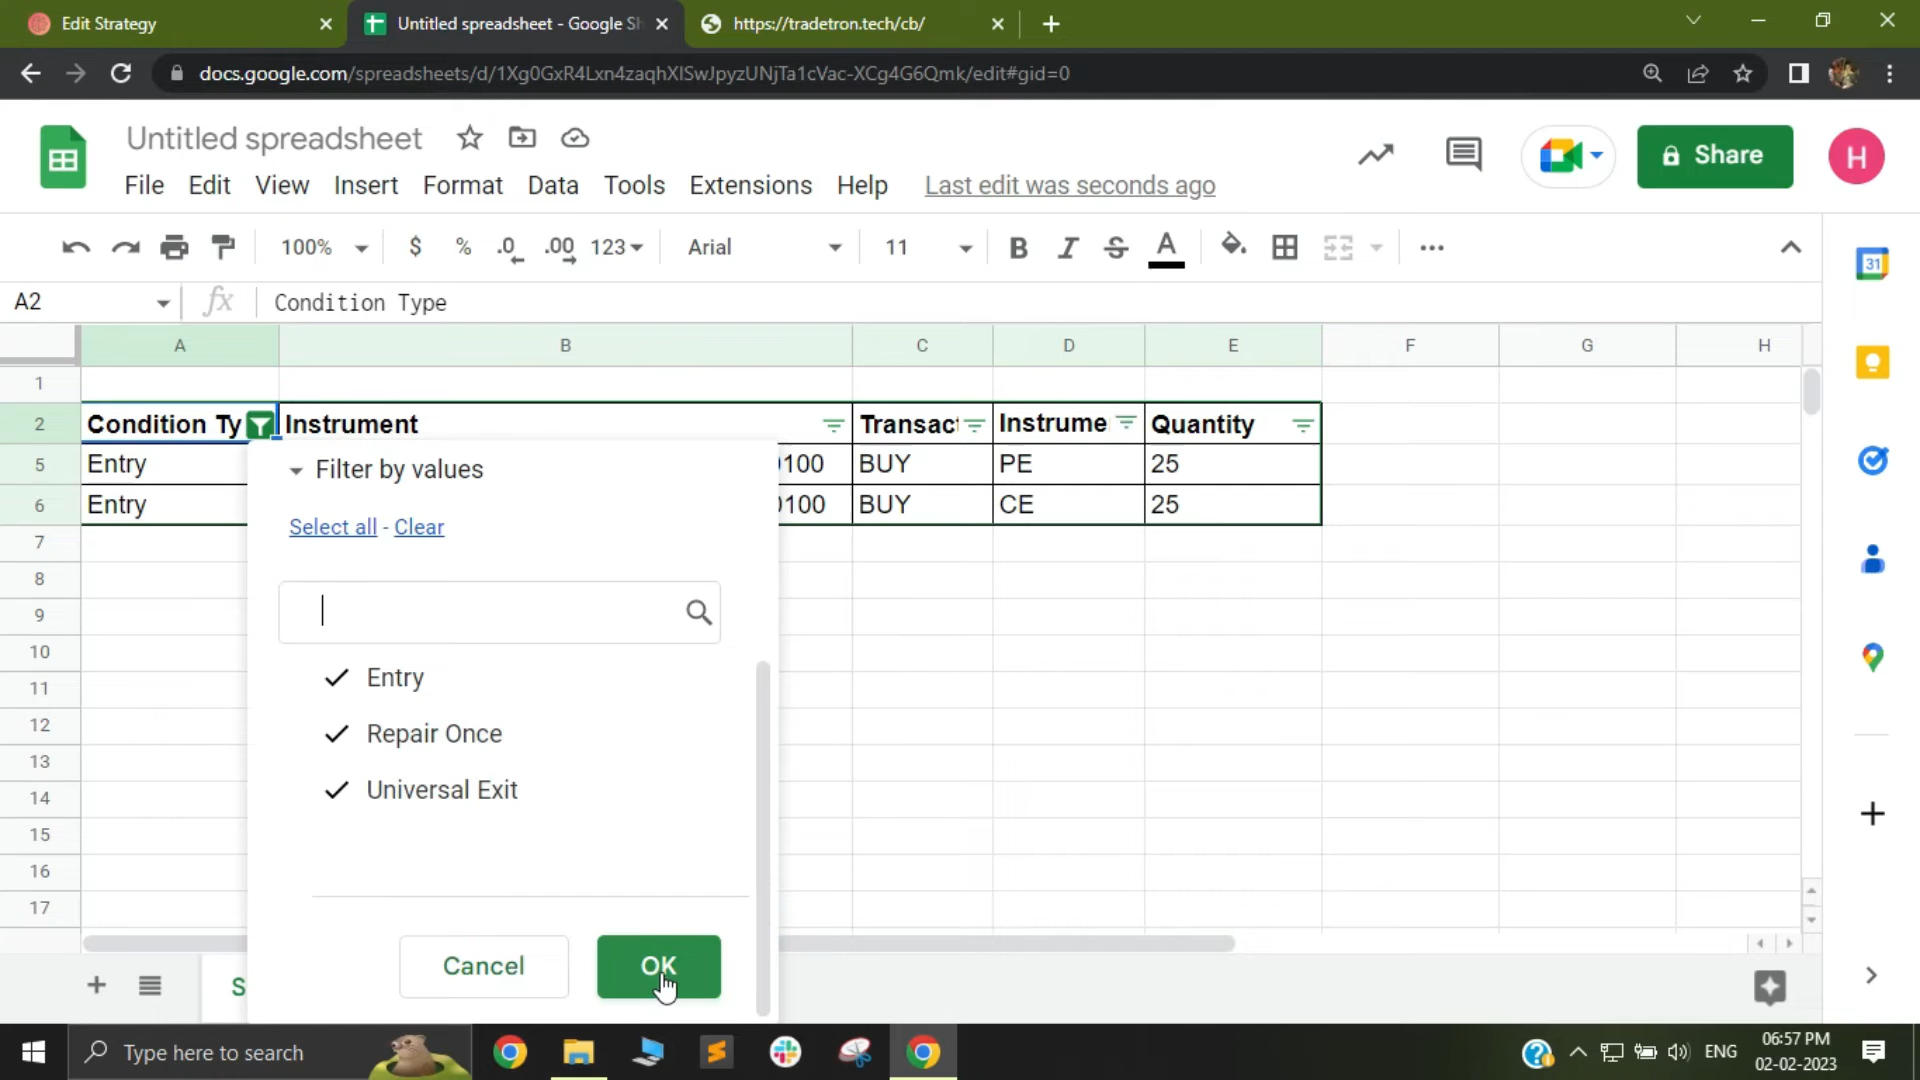 Edit Strategy
Untitled spreadsheet - Google Sh
https://tradetron.tech/cb/
docs.google.com/spreadsheets/d/1Xg0GxR4Lxn4zaqhXISwJpyzUNjTa1cVac-XCg4G6Qmk/edit#gid=0
Untitled spreadsheet
Share
H
File Edit View Insert Format Data Tools Extensions Help Last edit was seconds ago
100% $ % .0 .00 123 Arial 11 B I S A
31
A2 fx Condition Type
A B C D E F G H
1
2 Condition Ty Instrument Transact Instrume Quantity
5 Entry 100 BUY PE 25
6 Entry 0100 BUY CE 25
7
8
9
10
11
12
13
14
15
16
17
Filter by values
Select all - Clear
Entry
Repair Once
Universal Exit
Cancel OK
S
Type here to search
ENG
06:57 PM
02-02-2023